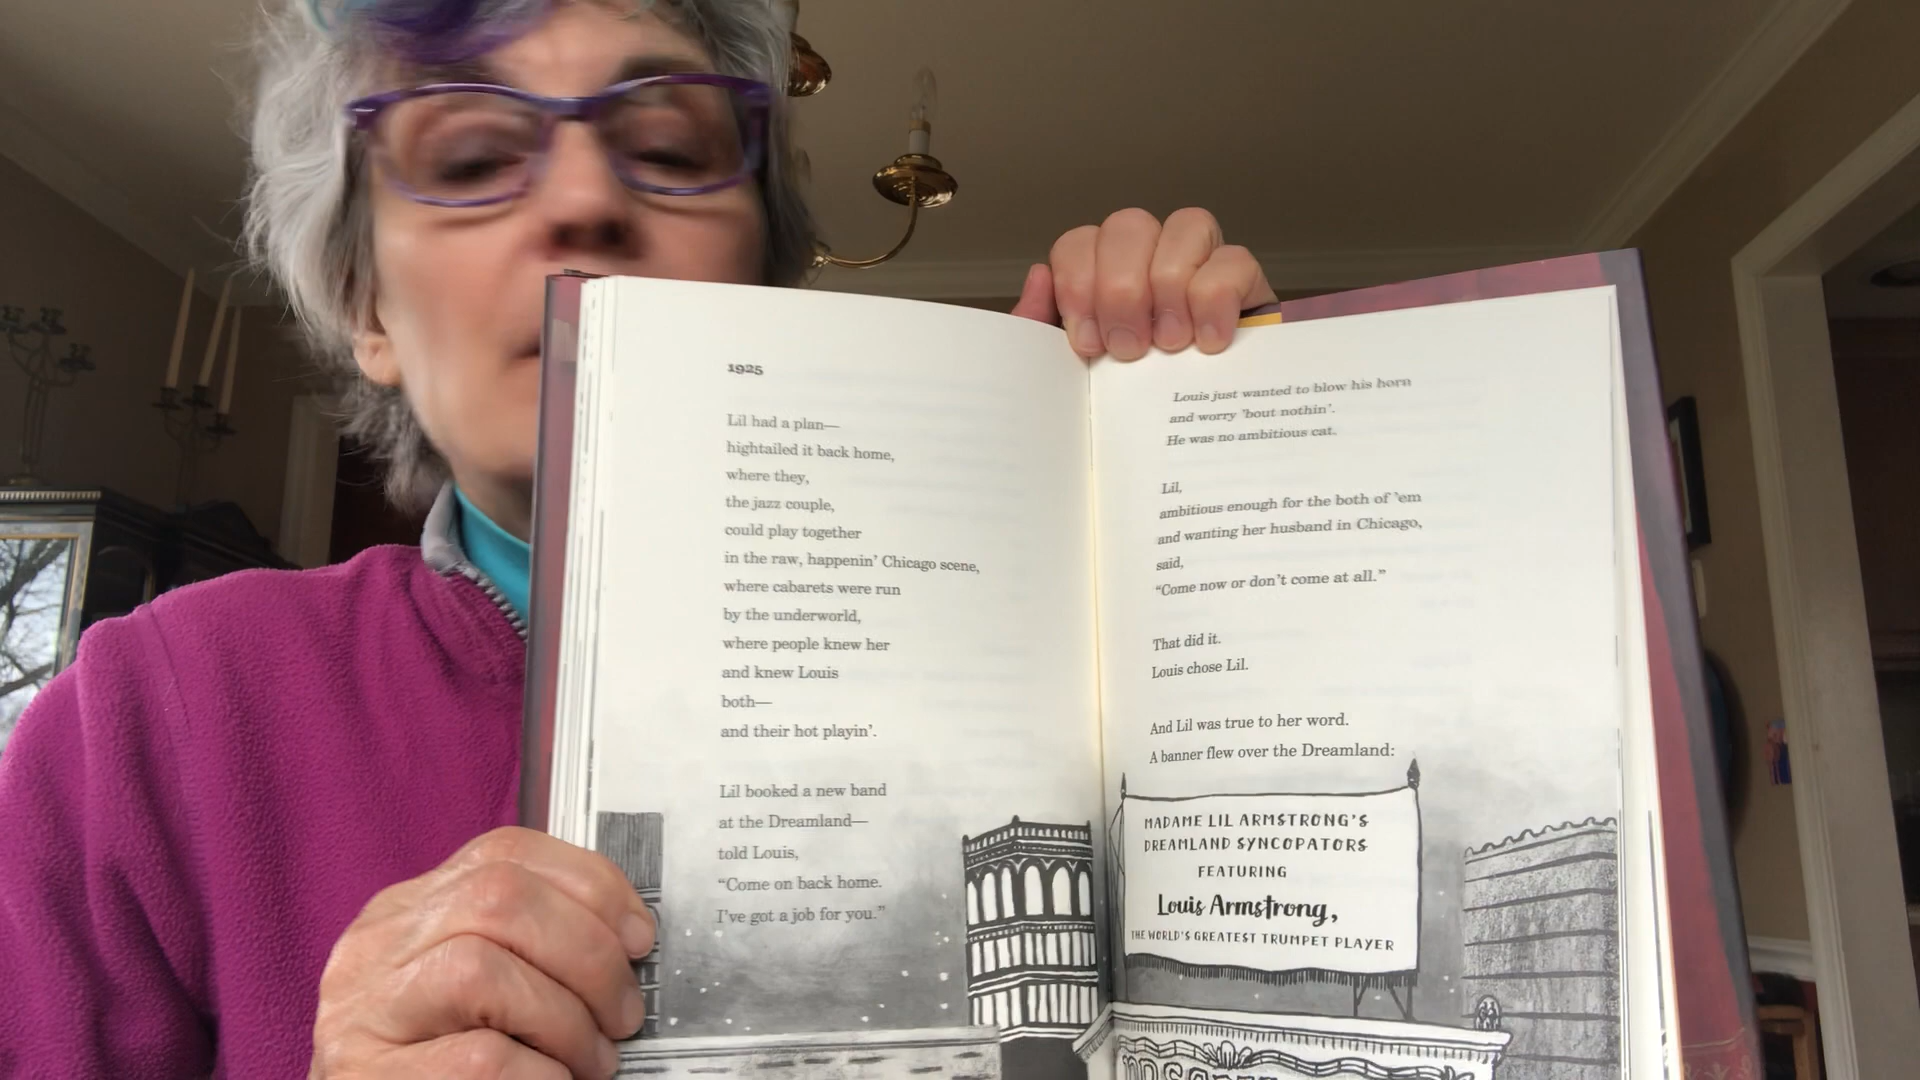 1925
Lil had a plan—
hightailed it back home,
where they,
the jazz couple,
could play together
in the raw, happenin' Chicago scene,
where cabarets were run
by the underworld,
where people knew her
and knew Louis
both—
and their hot playin'.
Lil booked a new band
at the Dreamland—
told Louis,
“Come on back home.
I've got a job for you.”
Louis just wanted to blow his horn
and worry 'bout nothin'.
He was no ambitious cat.
Lil,
ambitious enough for the both of 'em
and wanting her husband in Chicago,
said,
“Come now or don't come at all.”
That did it.
Louis chose Lil.
And Lil was true to her word.
A banner flew over the Dreamland:
MADAME LIL ARMSTRONG'S
DREAMLAND SYNCOPATORS
FEATURING
Louis Armstrong,
THE WORLD'S GREATEST TRUMPET PLAYER